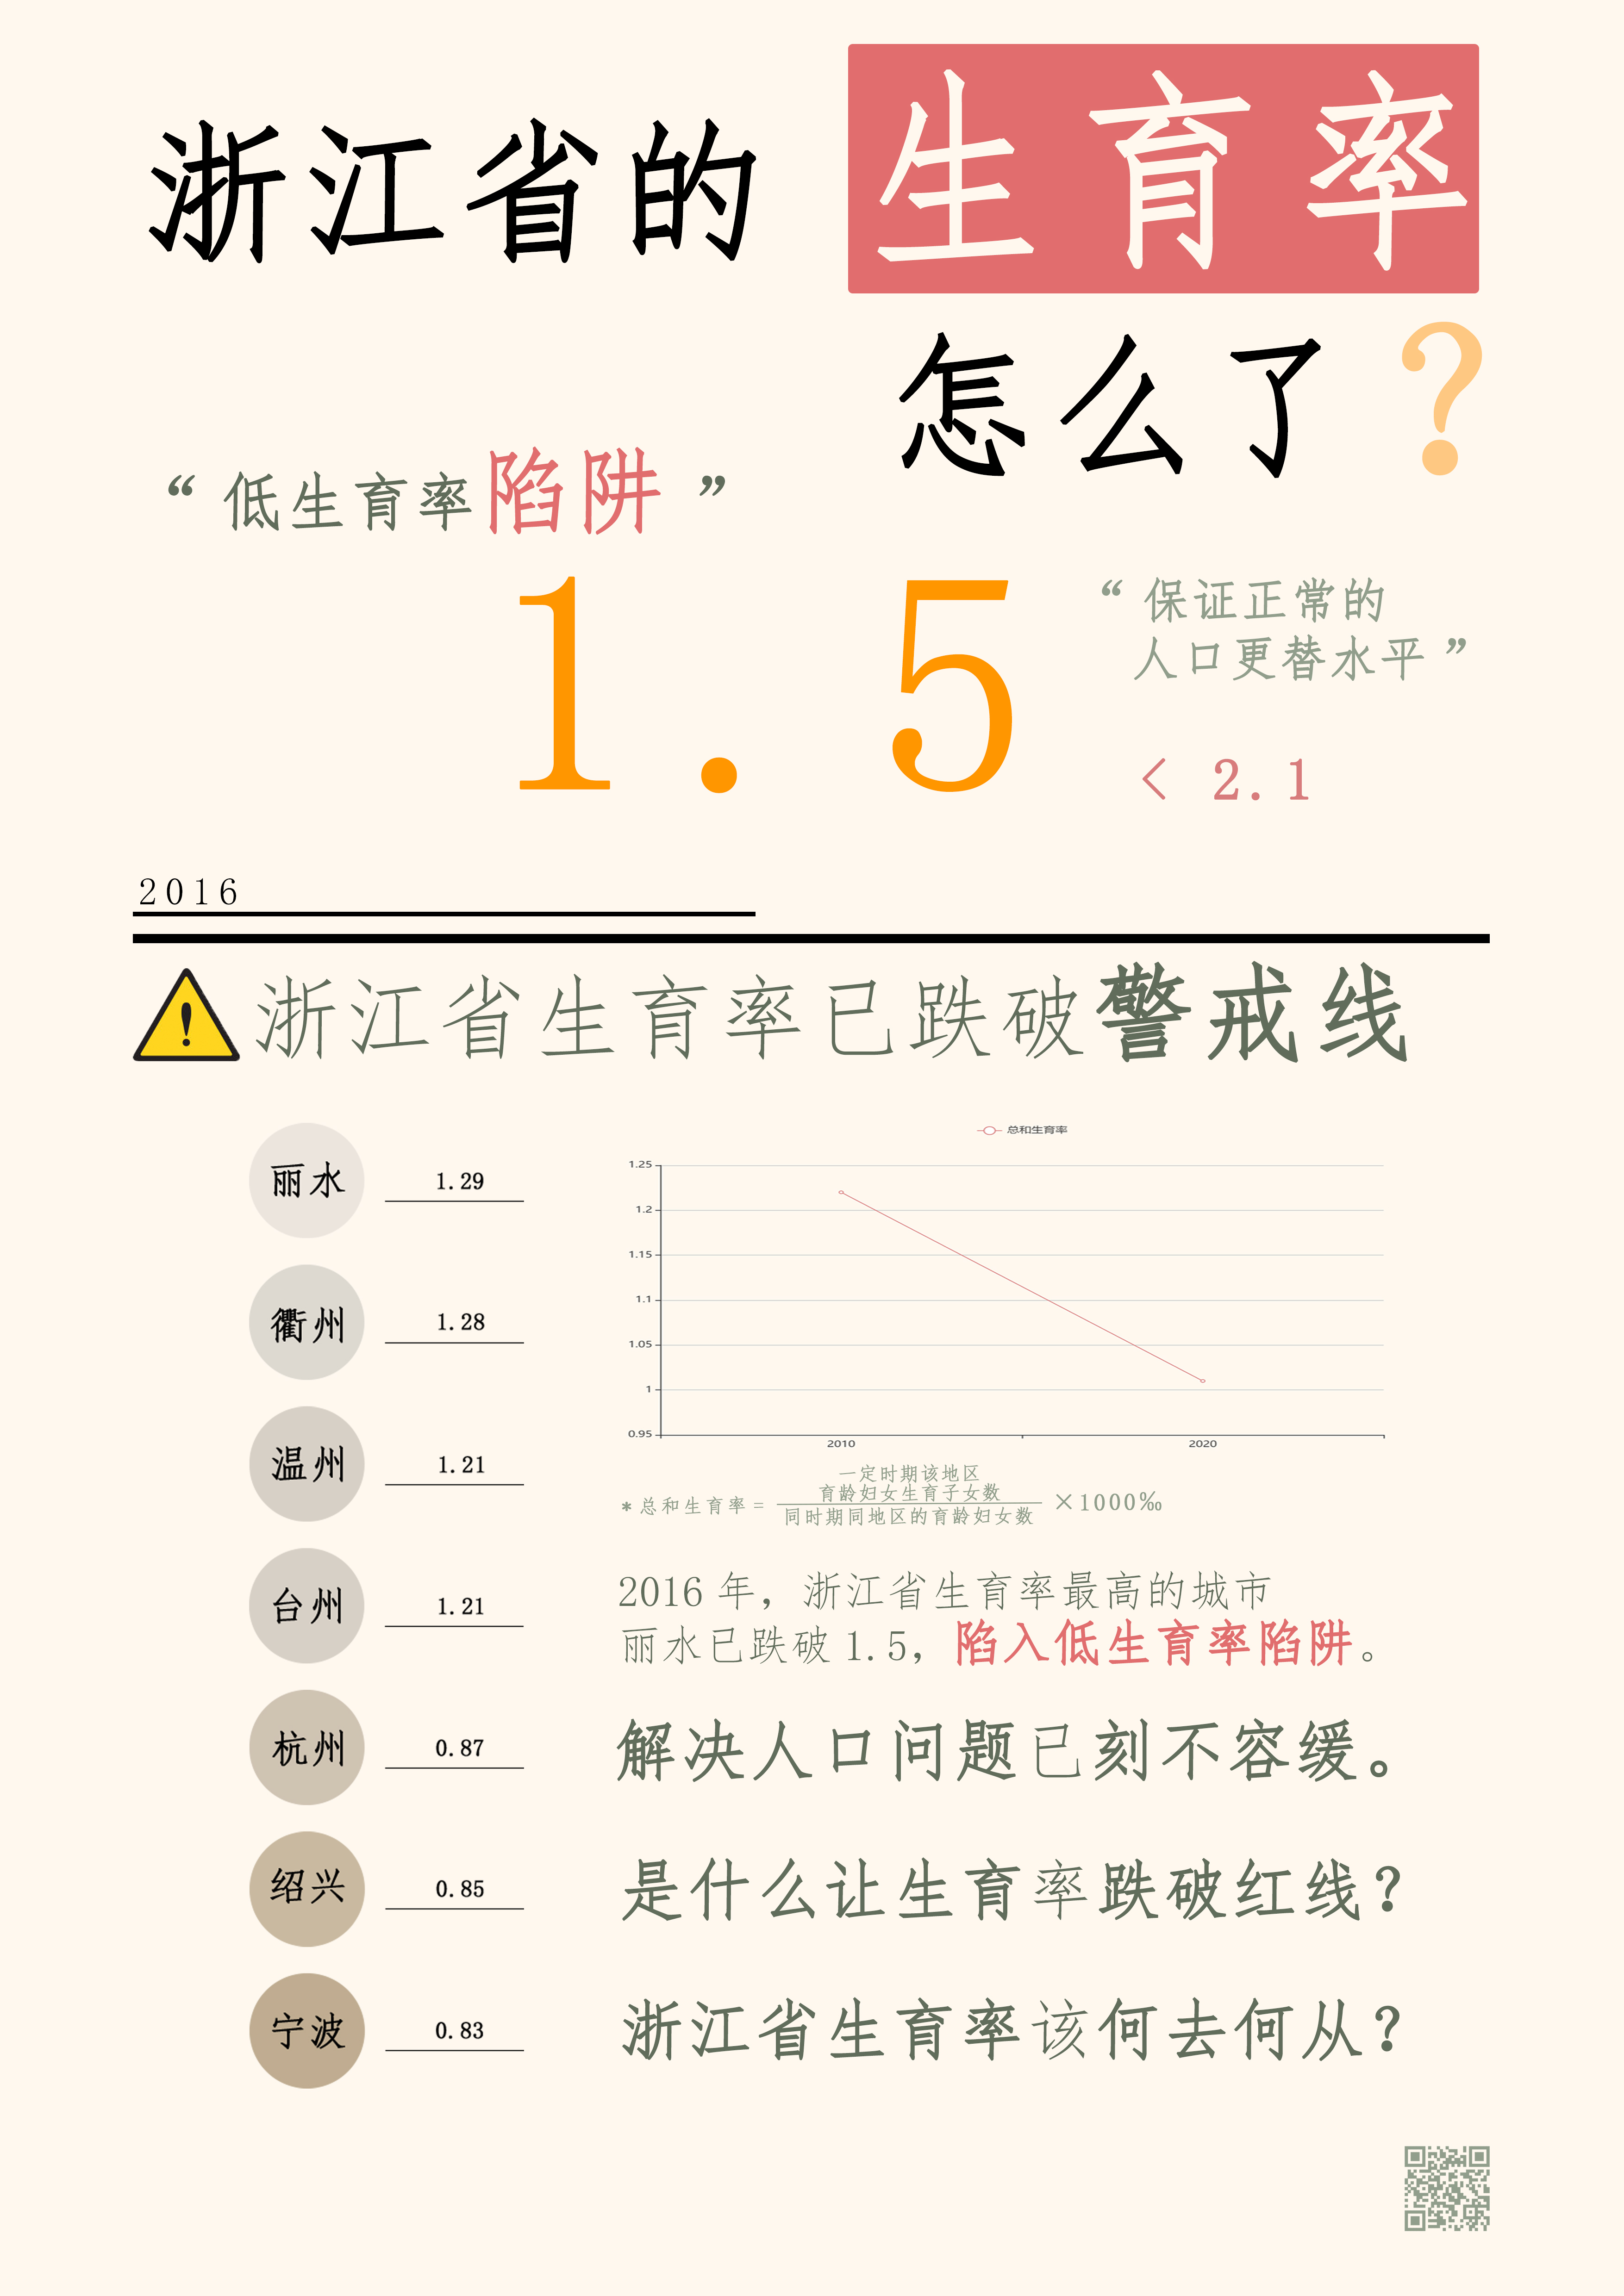 浙江省的生育率
怎么了?
“低生育率陷阱”
1.5
“保证正常的
人口更替水平”
< 2.1
2016
浙江省生育率已跌破警戒线
丽水 1.29
衢州 1.28
温州 1.21
台州 1.21
杭州 0.87
绍兴 0.85
宁波 0.83
总和生育率
1.25
1.2
1.15
1.1
1.05
1
0.95
2010 2020
一定时期该地区
育龄妇女生育子女数
*总和生育率= ×1000‰
同时期同地区的育龄妇女数
2016年，浙江省生育率最高的城市
丽水已跌破1.5，陷入低生育率陷阱。
解决人口问题已刻不容缓。
是什么让生育率跌破红线?
浙江省生育率该何去何从?